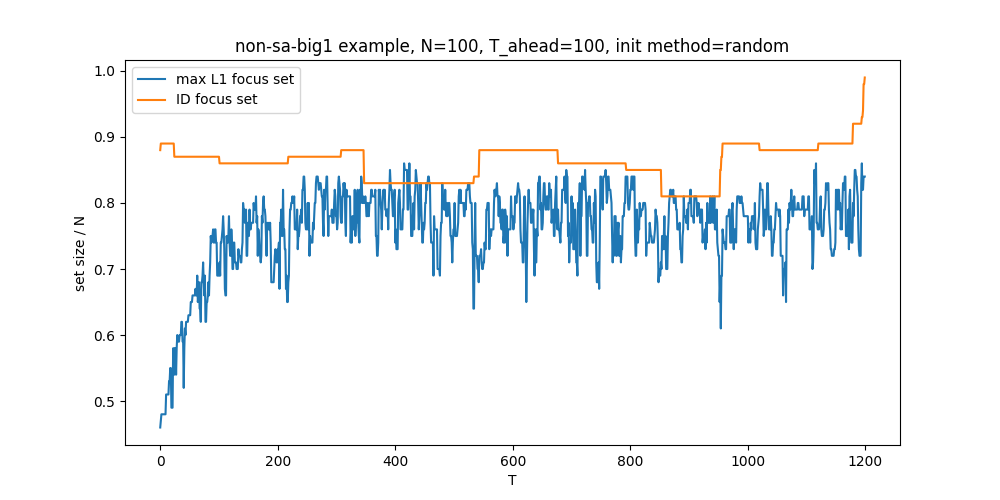 non-sa-big1 example, N=100, T_ahead=100, init method=random
max L1 focus set
ID focus set
set size / N
1.0
0.9
0.8
0.7
0.6
0.5
0
200
400
600
800
1000
1200
T